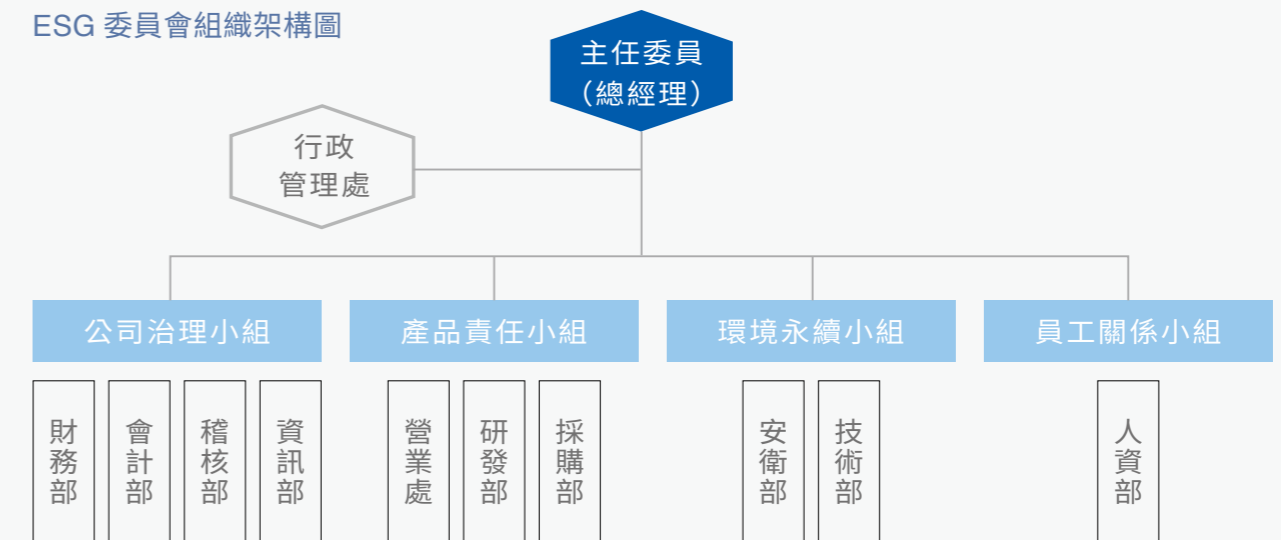 ESG 委員會組織架構圖
主任委員
（總經理）
行政
管理處
公司治理小組
產品責任小組
環境永續小組
員工關係小組
財務部
會計部
稽核部
資訊部
營業處
研發部
採購部
安衛部
技術部
人資部